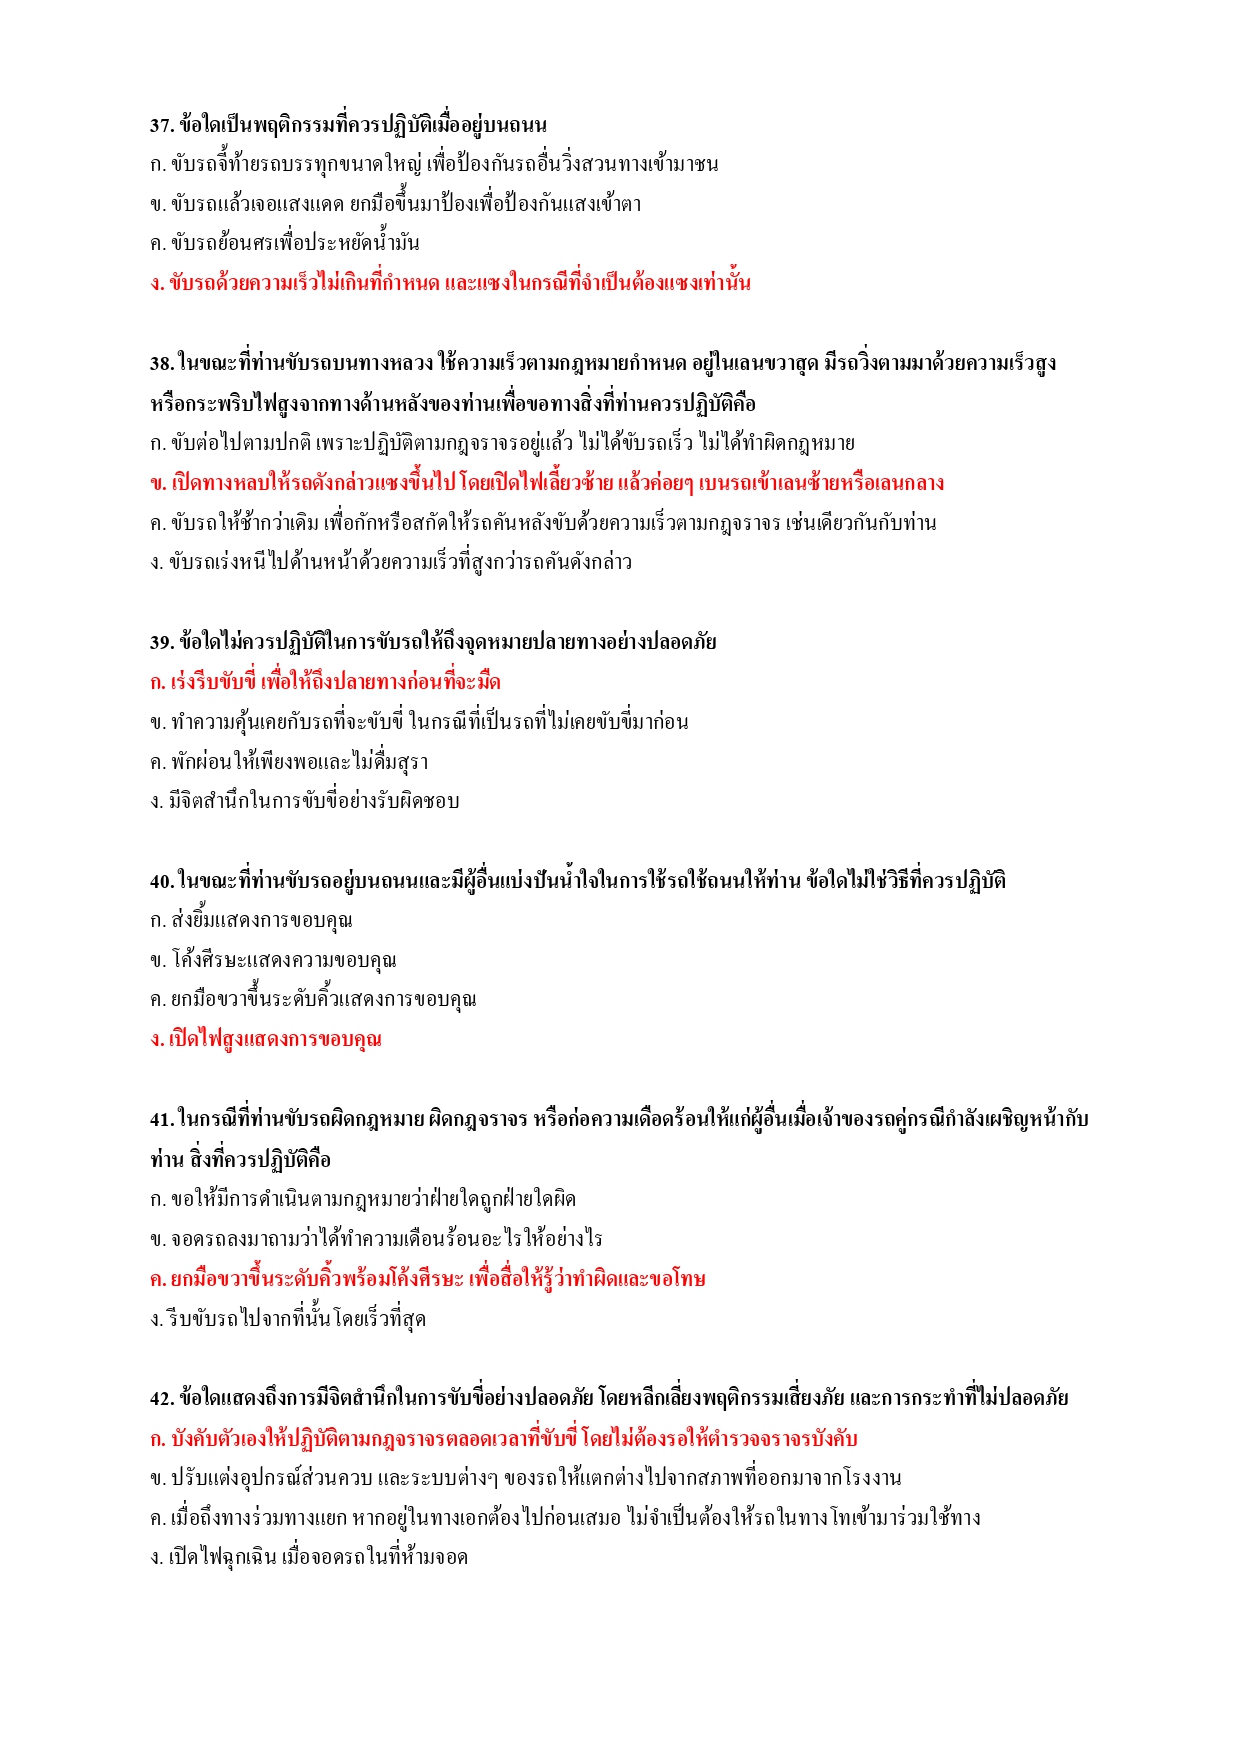 37. ข้อใดเป็นพฤติกรรมที่ควรปฏิบัติเมื่ออยู่บนถนน
ก. ขับรถจี้ท้ายรถบรรทุกขนาดใหญ่ เพื่อป้องกันรถอื่นวิ่งสวนทางเข้ามาชน
ข. ขับรถแล้วเจอแสงแดด ยกมือขึ้นมาป้องเพื่อป้องกันแสงเข้าตา
ค. ขับรถย้อนศรเพื่อประหยัดน้ำมัน
ง. ขับรถด้วยความเร็วไม่เกินที่กำหนด และแซงในกรณีที่จำเป็นต้องแซงเท่านั้น
38. ในขณะที่ท่านขับรถบนทางหลวง ใช้ความเร็วตามกฎหมายกำหนด อยู่ในเลนขวาสุด มีรถวิ่งตามมาด้วยความเร็วสูง
หรือกระพริบไฟสูงจากทางด้านหลังของท่านเพื่อขอทางสิ่งที่ท่านควรปฏิบัติคือ
ก. ขับต่อไปตามปกติ เพราะปฏิบัติตามกฎจราจรอยู่แล้ว ไม่ได้ขับรถเร็ว ไม่ได้ทำผิดกฎหมาย
ข. เปิดทางหลบให้รถดังกล่าวแซงขึ้นไป โดยเปิดไฟเลี้ยวซ้าย แล้วค่อยๆ เบนรถเข้าเลนซ้ายหรือเลนกลาง
ค. ขับรถให้ช้ากว่าเดิม เพื่อกักหรือสกัดให้รถคันหลังขับด้วยความเร็วตามกฎจราจร เช่นเดียวกันกับท่าน
ง. ขับรถเร่งหนีไปด้านหน้าด้วยความเร็วที่สูงกว่ารถคันดังกล่าว
39. ข้อใดไม่ควรปฏิบัติในการขับรถให้ถึงจุดหมายปลายทางอย่างปลอดภัย
ก. เร่งรีบขับขี่ เพื่อให้ถึงปลายทางก่อนที่จะมืด
ข. ทำความคุ้นเคยกับรถที่จะขับขี่ ในกรณีที่เป็นรถที่ไม่เคยขับขี่มาก่อน
ค. พักผ่อนให้เพียงพอและไม่ดื่มสุรา
ง. มีจิตสำนึกในการขับขี่อย่างรับผิดชอบ
40. ในขณะที่ท่านขับรถอยู่บนถนนและมีผู้อื่นแบ่งปันน้ำใจในการใช้รถใช้ถนนให้ท่าน ข้อใดไม่ใช่วิธีที่ควรปฏิบัติ
ก. ส่งยิ้มแสดงการขอบคุณ
ข. โค้งศีรษะแสดงความขอบคุณ
ค. ยกมือขวาขึ้นระดับคิ้วแสดงการขอบคุณ
ง. เปิดไฟสูงแสดงการขอบคุณ
41. ในกรณีที่ท่านขับรถผิดกฎหมาย ผิดกฎจราจร หรือก่อความเดือดร้อนให้แก่ผู้อื่นเมื่อเจ้าของรถคู่กรณีกำลังเผชิญหน้ากับ
ท่าน สิ่งที่ควรปฏิบัติคือ
ก. ขอให้มีการดำเนินตามกฎหมายว่าฝ่ายใดถูกฝ่ายใดผิด
ข. จอดรถลงมาถามว่าได้ทำความเดือนร้อนอะไรให้อย่างไร
ค. ยกมือขวาขึ้นระดับคิ้วพร้อมโค้งศีรษะ เพื่อสื่อให้รู้ว่าทำผิดและขอโทษ
ง. รีบขับรถไปจากที่นั้นโดยเร็วที่สุด
42. ข้อใดแสดงถึงการมีจิตสำนึกในการขับขี่อย่างปลอดภัย โดยหลีกเลี่ยงพฤติกรรมเสี่ยงภัย และการกระทำที่ไม่ปลอดภัย
ก. บังคับตัวเองให้ปฏิบัติตามกฎจราจรตลอดเวลาที่ขับขี่ โดยไม่ต้องรอให้ตำรวจจราจรบังคับ
ข. ปรับแต่งอุปกรณ์ส่วนควบ และระบบต่างๆ ของรถให้แตกต่างไปจากสภาพที่ออกมาจากโรงงาน
ค. เมื่อถึงทางร่วมทางแยก หากอยู่ในทางเอกต้องไปก่อนเสมอ ไม่จำเป็นต้องให้รถในทางโทเข้ามาร่วมใช้ทาง
ง. เปิดไฟฉุกเฉิน เมื่อจอดรถในที่ห้ามจอด